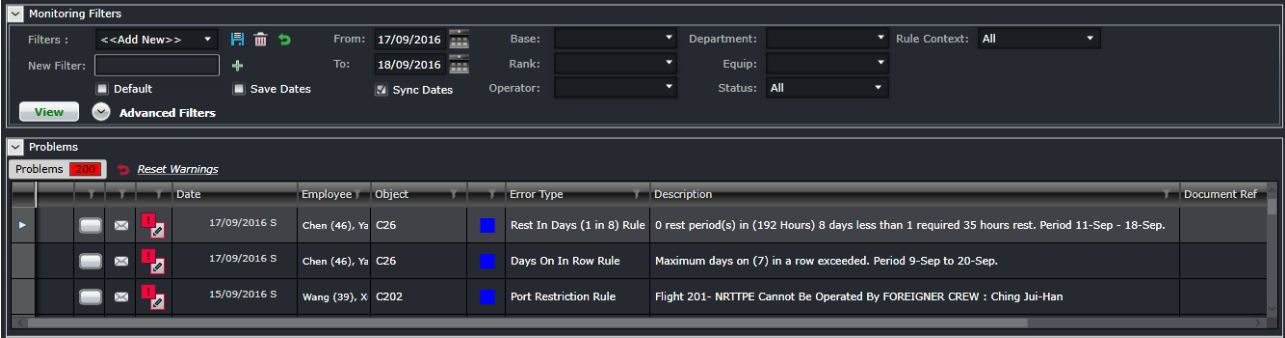 Monitoring Filters
Filters : <<Add New>> From: 17/09/2016 Base: Department: Rule Context: All
New Filter: To: 18/09/2016 Rank: Equip:
Default Save Dates Sync Dates Operator: Status: All
View Advanced Filters
Problems
Problems 200 Reset Warnings
Date Employee Object Error Type Description Document Ref
17/09/2016 S Chen (46), Ya C26 Rest In Days (1 in 8) Rule 0 rest period(s) in (192 Hours) 8 days less than 1 required 35 hours rest. Period 11-Sep - 18-Sep.
17/09/2016 S Chen (46), Ya C26 Days On In Row Rule Maximum days on (7) in a row exceeded. Period 9-Sep to 20-Sep.
15/09/2016 S Wang (39), X C202 Port Restriction Rule Flight 201- NRTTPE Cannot Be Operated By FOREIGNER CREW : Ching Jui-Han